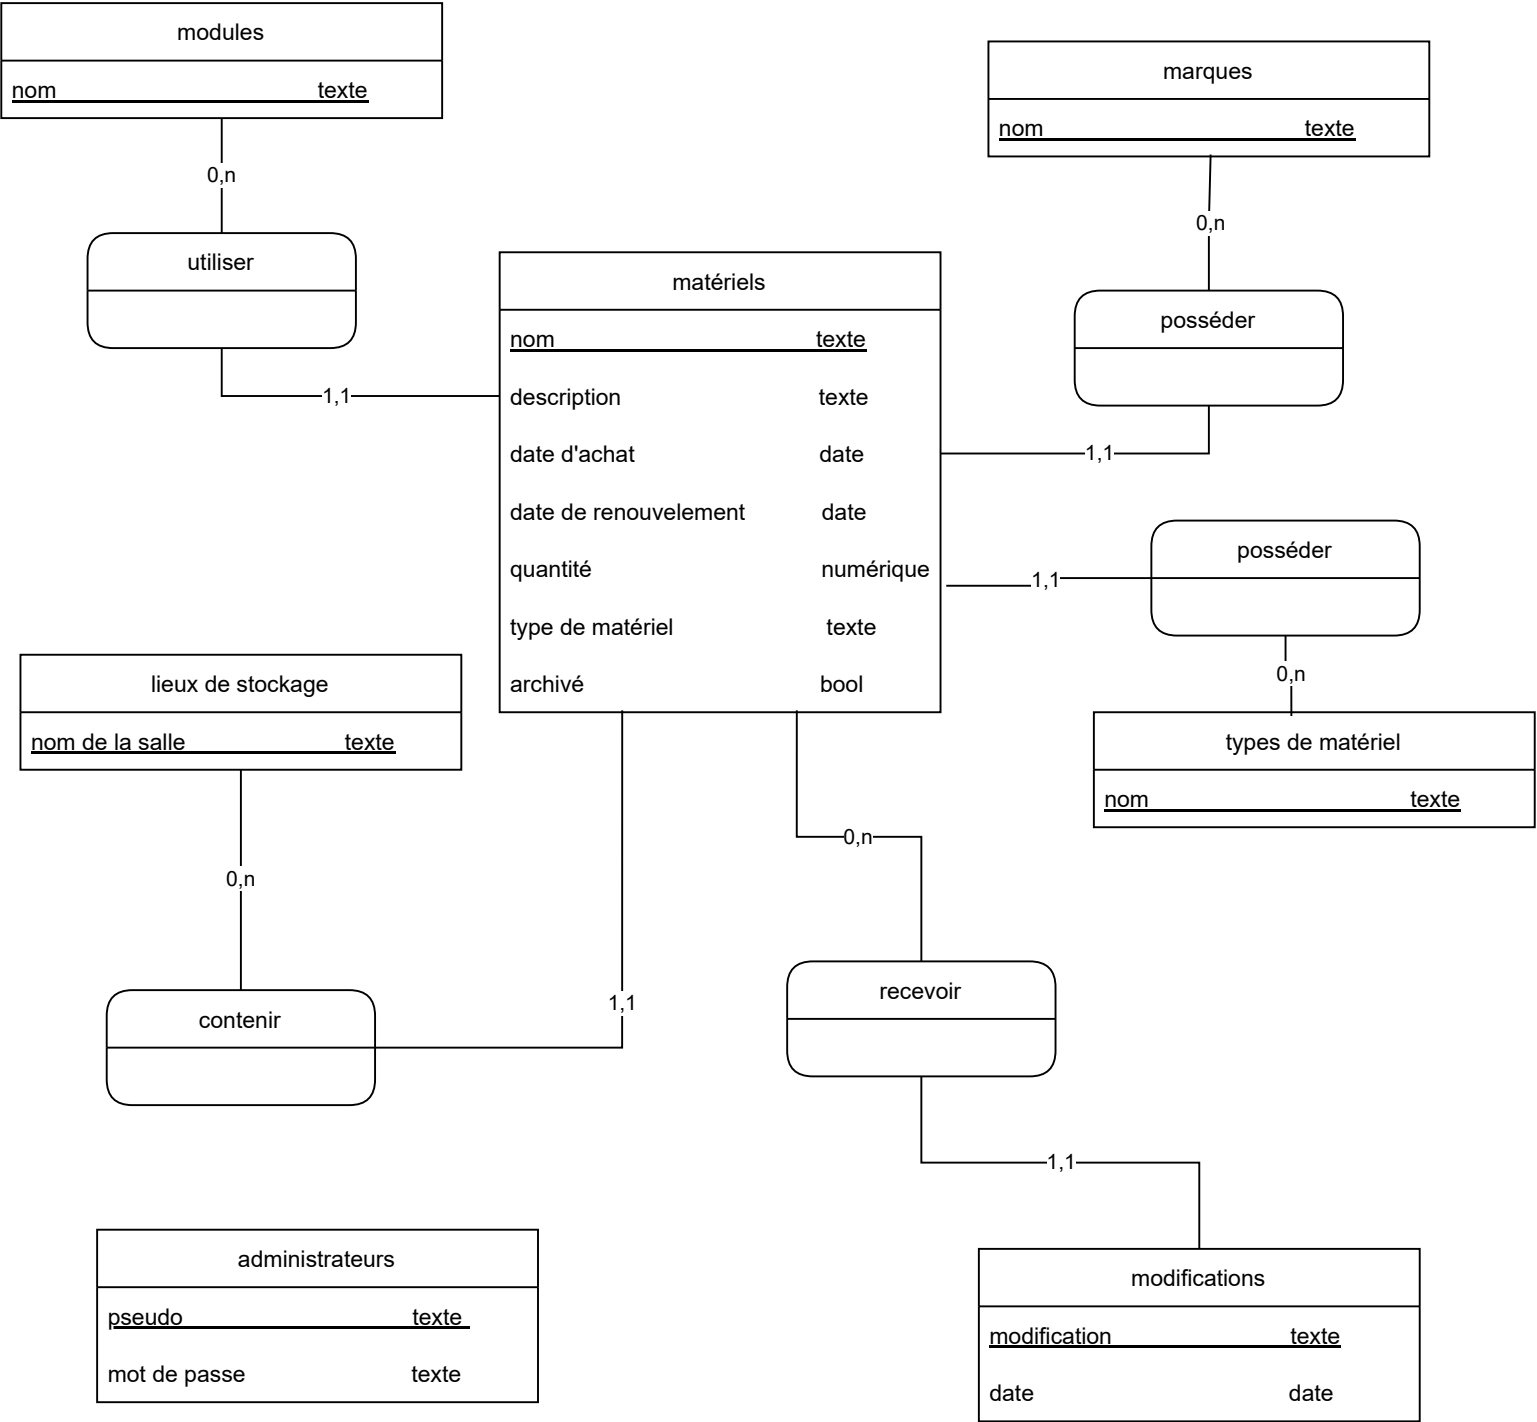 modules
nom texte
0,n
utiliser
1,1
marques
nom texte
0,n
posséder
1,1
matériels
nom texte
description texte
date d'achat date
date de renouvelement date
quantité numérique
type de matériel texte
archivé bool
posséder
1,1
0,n
types de matériel
nom texte
lieux de stockage
nom de la salle texte
0,n
contenir
1,1
0,n
recevoir
1,1
administrateurs
pseudo texte
mot de passe texte
modifications
modification texte
date date